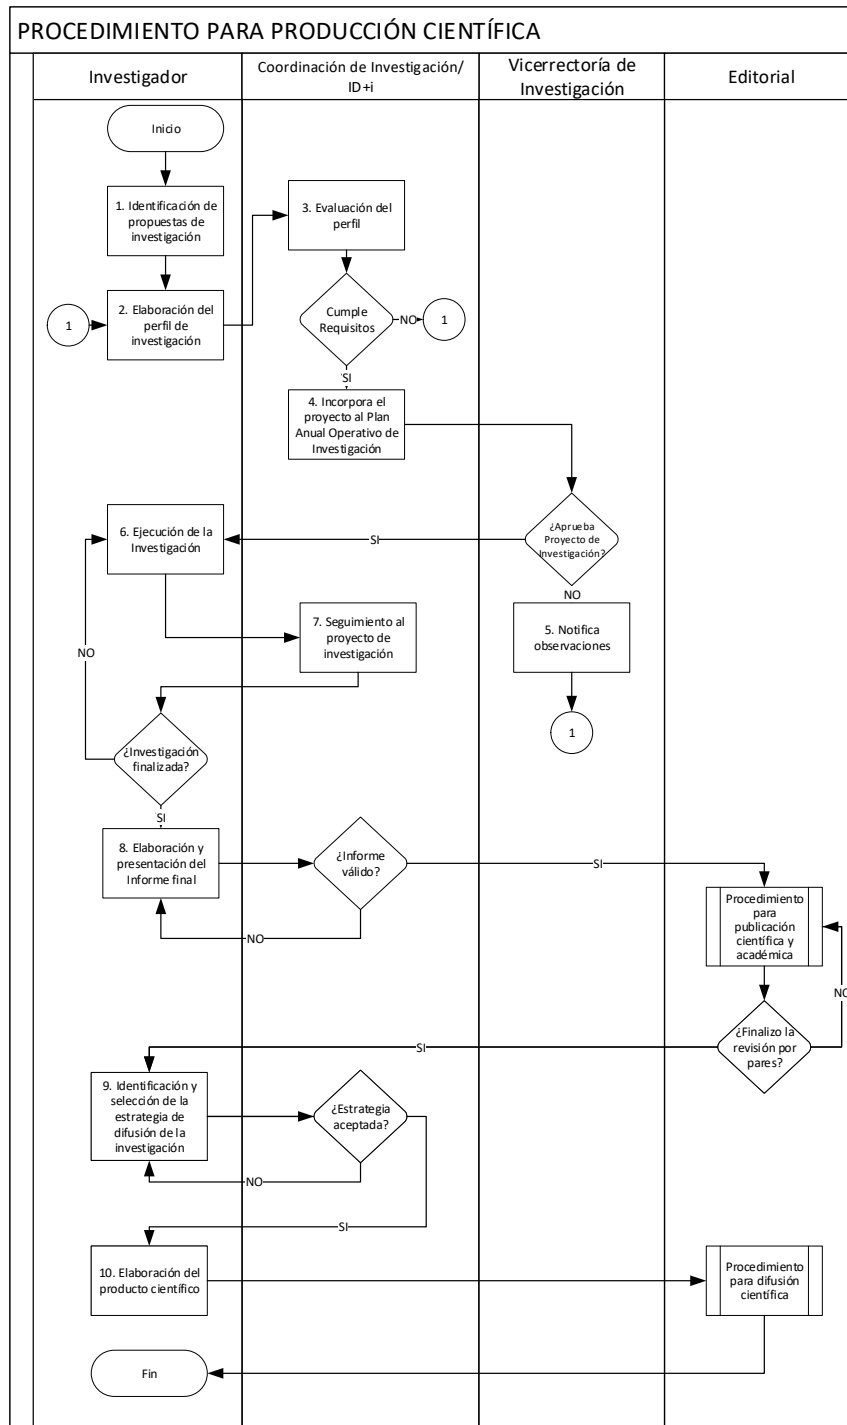 PROCEDIMIENTO PARA PRODUCCIÓN CIENTÍFICA
Investigador
Coordinación de Investigación/
ID+i
Vicerrectoría de
Investigación
Editorial
Inicio
1. Identificación de
propuestas de
investigación
3. Evaluación del
perfil
1
2. Elaboración del
perfil de
investigación
Cumple
Requisitos
NO
1
SI
4. Incorpora el
proyecto al Plan
Anual Operativo de
Investigación
6. Ejecución de la
Investigación
SI
¿Aprueba
Proyecto de
Investigación?
NO
7. Seguimiento al
proyecto de
investigación
5. Notifica
observaciones
NO
1
¿Investigación
finalizada?
SI
8. Elaboración y
presentación del
Informe final
¿Informe
válido?
SI
NO
Procedimiento
para
publicación
científica y
académica
NO
¿Finalizo la
revisión por
pares?
SI
9. Identificación y
selección de la
estrategia de
difusión de la
investigación
¿Estrategia
aceptada?
NO
SI
10. Elaboración del
producto científico
Procedimiento
para difusión
científica
Fin